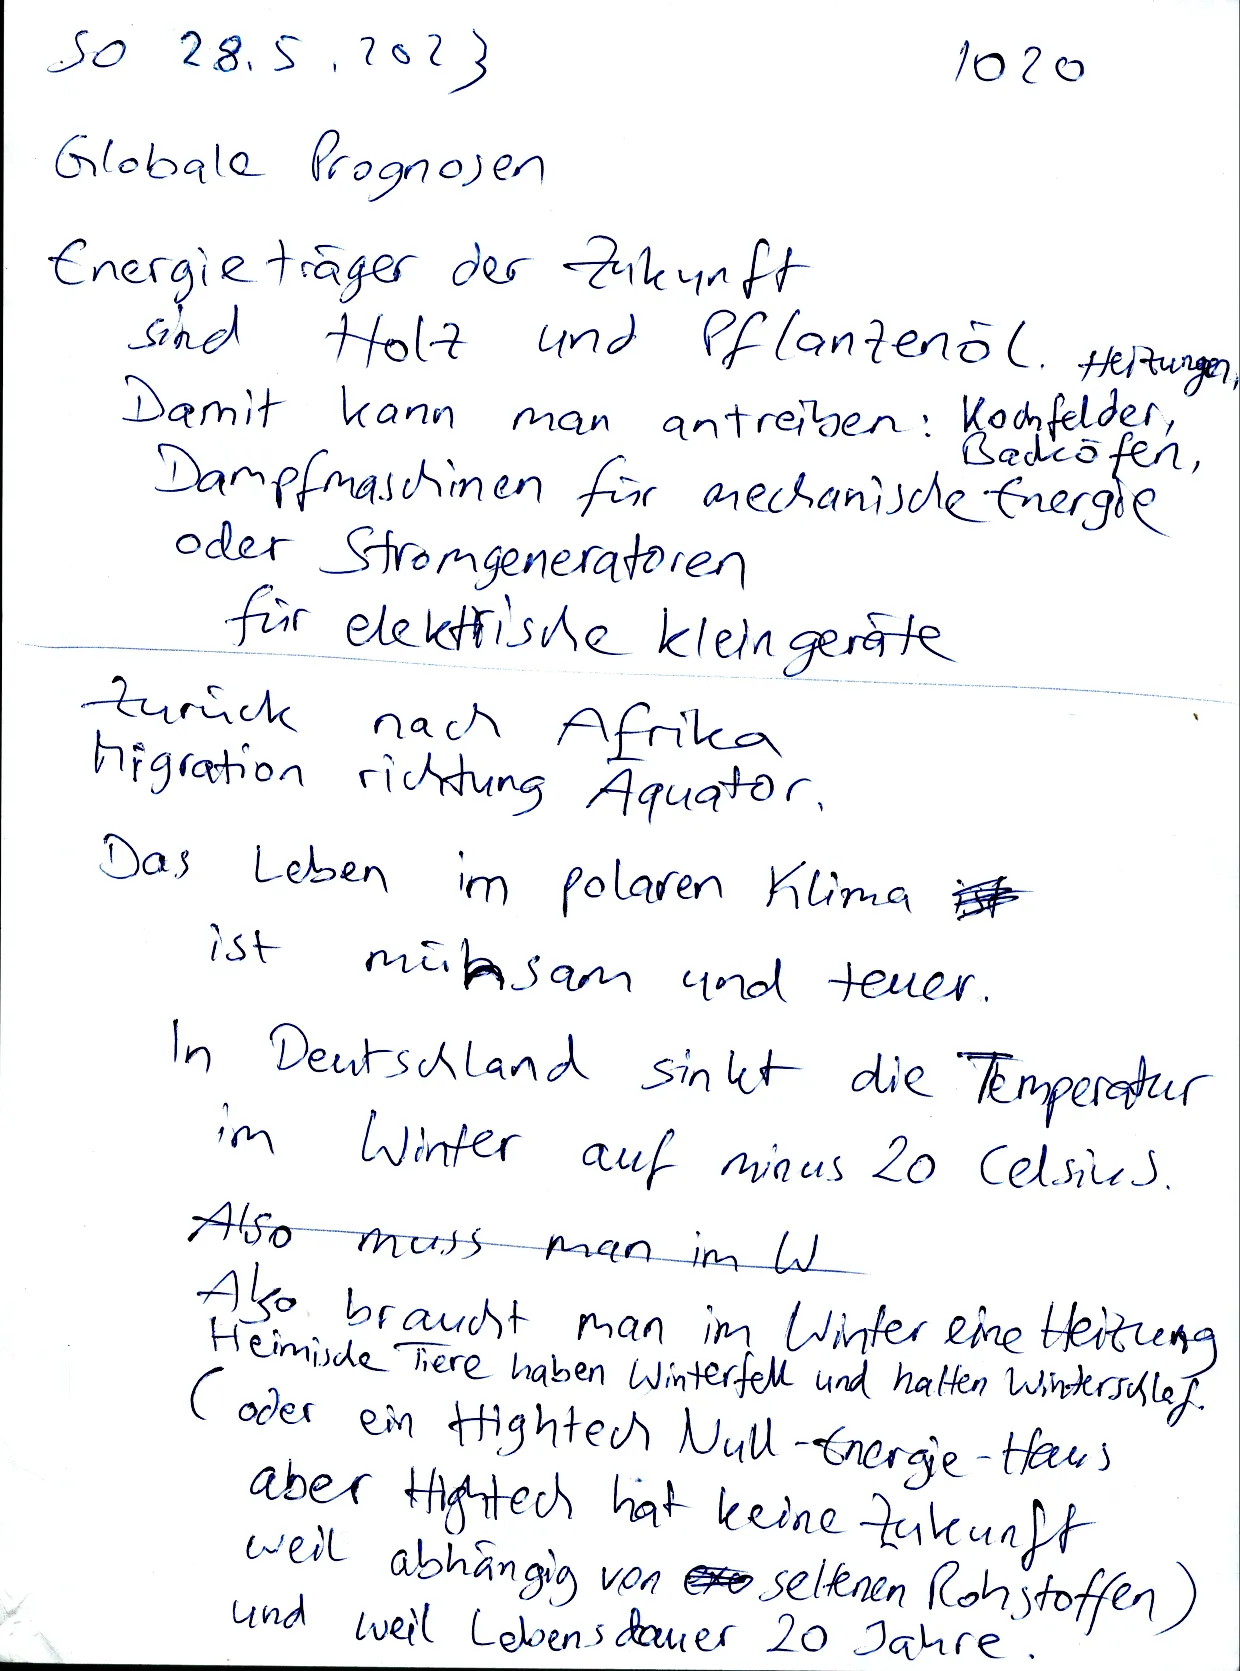 SO 28.5.2023 1020
Globale Prognosen
Energieträger der Zukunft
sind Holz und Pflanzenöl.
Heizungen,
Damit kann man antreiben: Kochfelder,
Backöfen,
Dampfmaschinen für mechanische Energie
oder Stromgeneratoren
für elektrische kleingeräte
Zurück nach Afrika
Migration richtung Äquator.
Das Leben im polaren Klima ist
ist mühsam und teuer.
In Deutschland sinkt die Temperatur
im Winter auf minus 20 Celsius.
Also muss man im W
Also braucht man im Winter eine Heizung
Heimische Tiere haben Winterfell und halten Winterschlaf.
(oder ein Hightech Null-Energie-Haus
aber Hightech hat keine Zukunft
weil abhängig von seltenen Rohstoffen)
und weil Lebensdauer 20 Jahre.